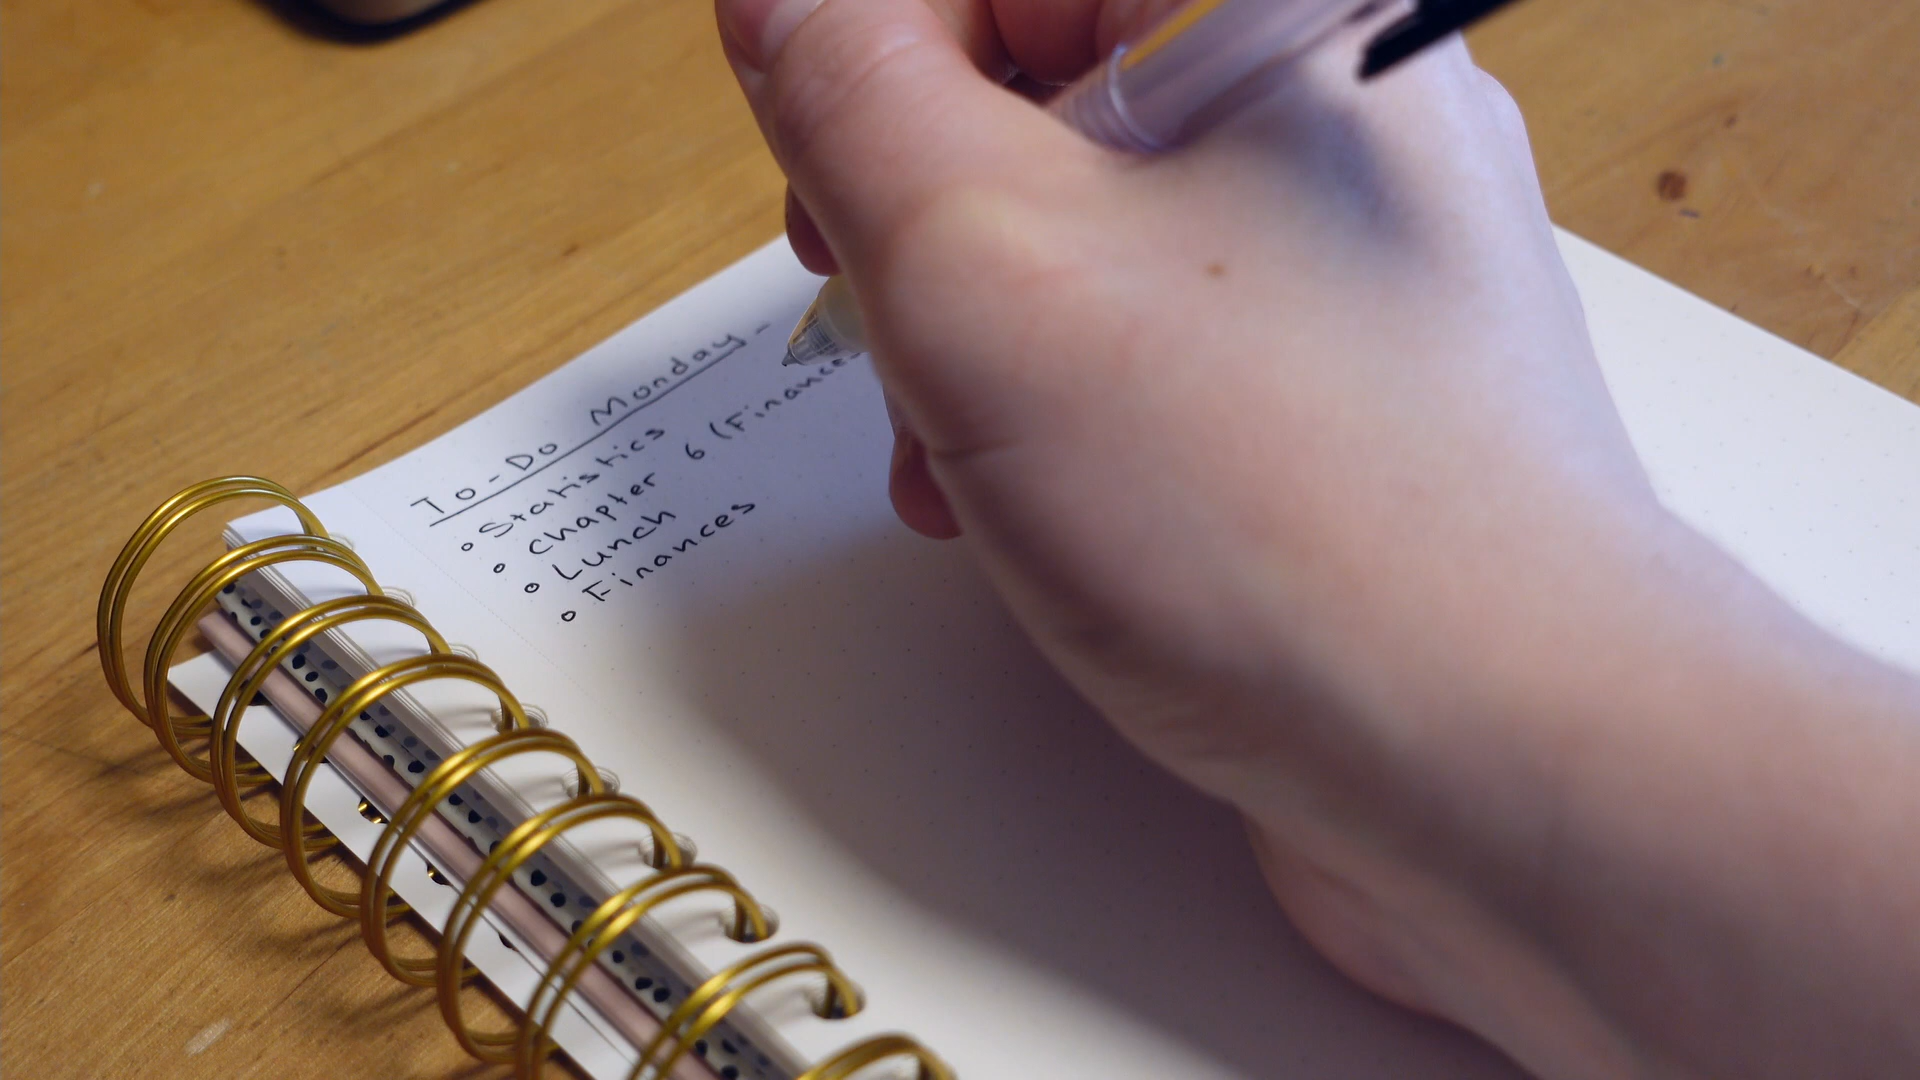 To-Do Monday -
° Statistics
° Chapter 6 (Finance
° Lunch
° Finances